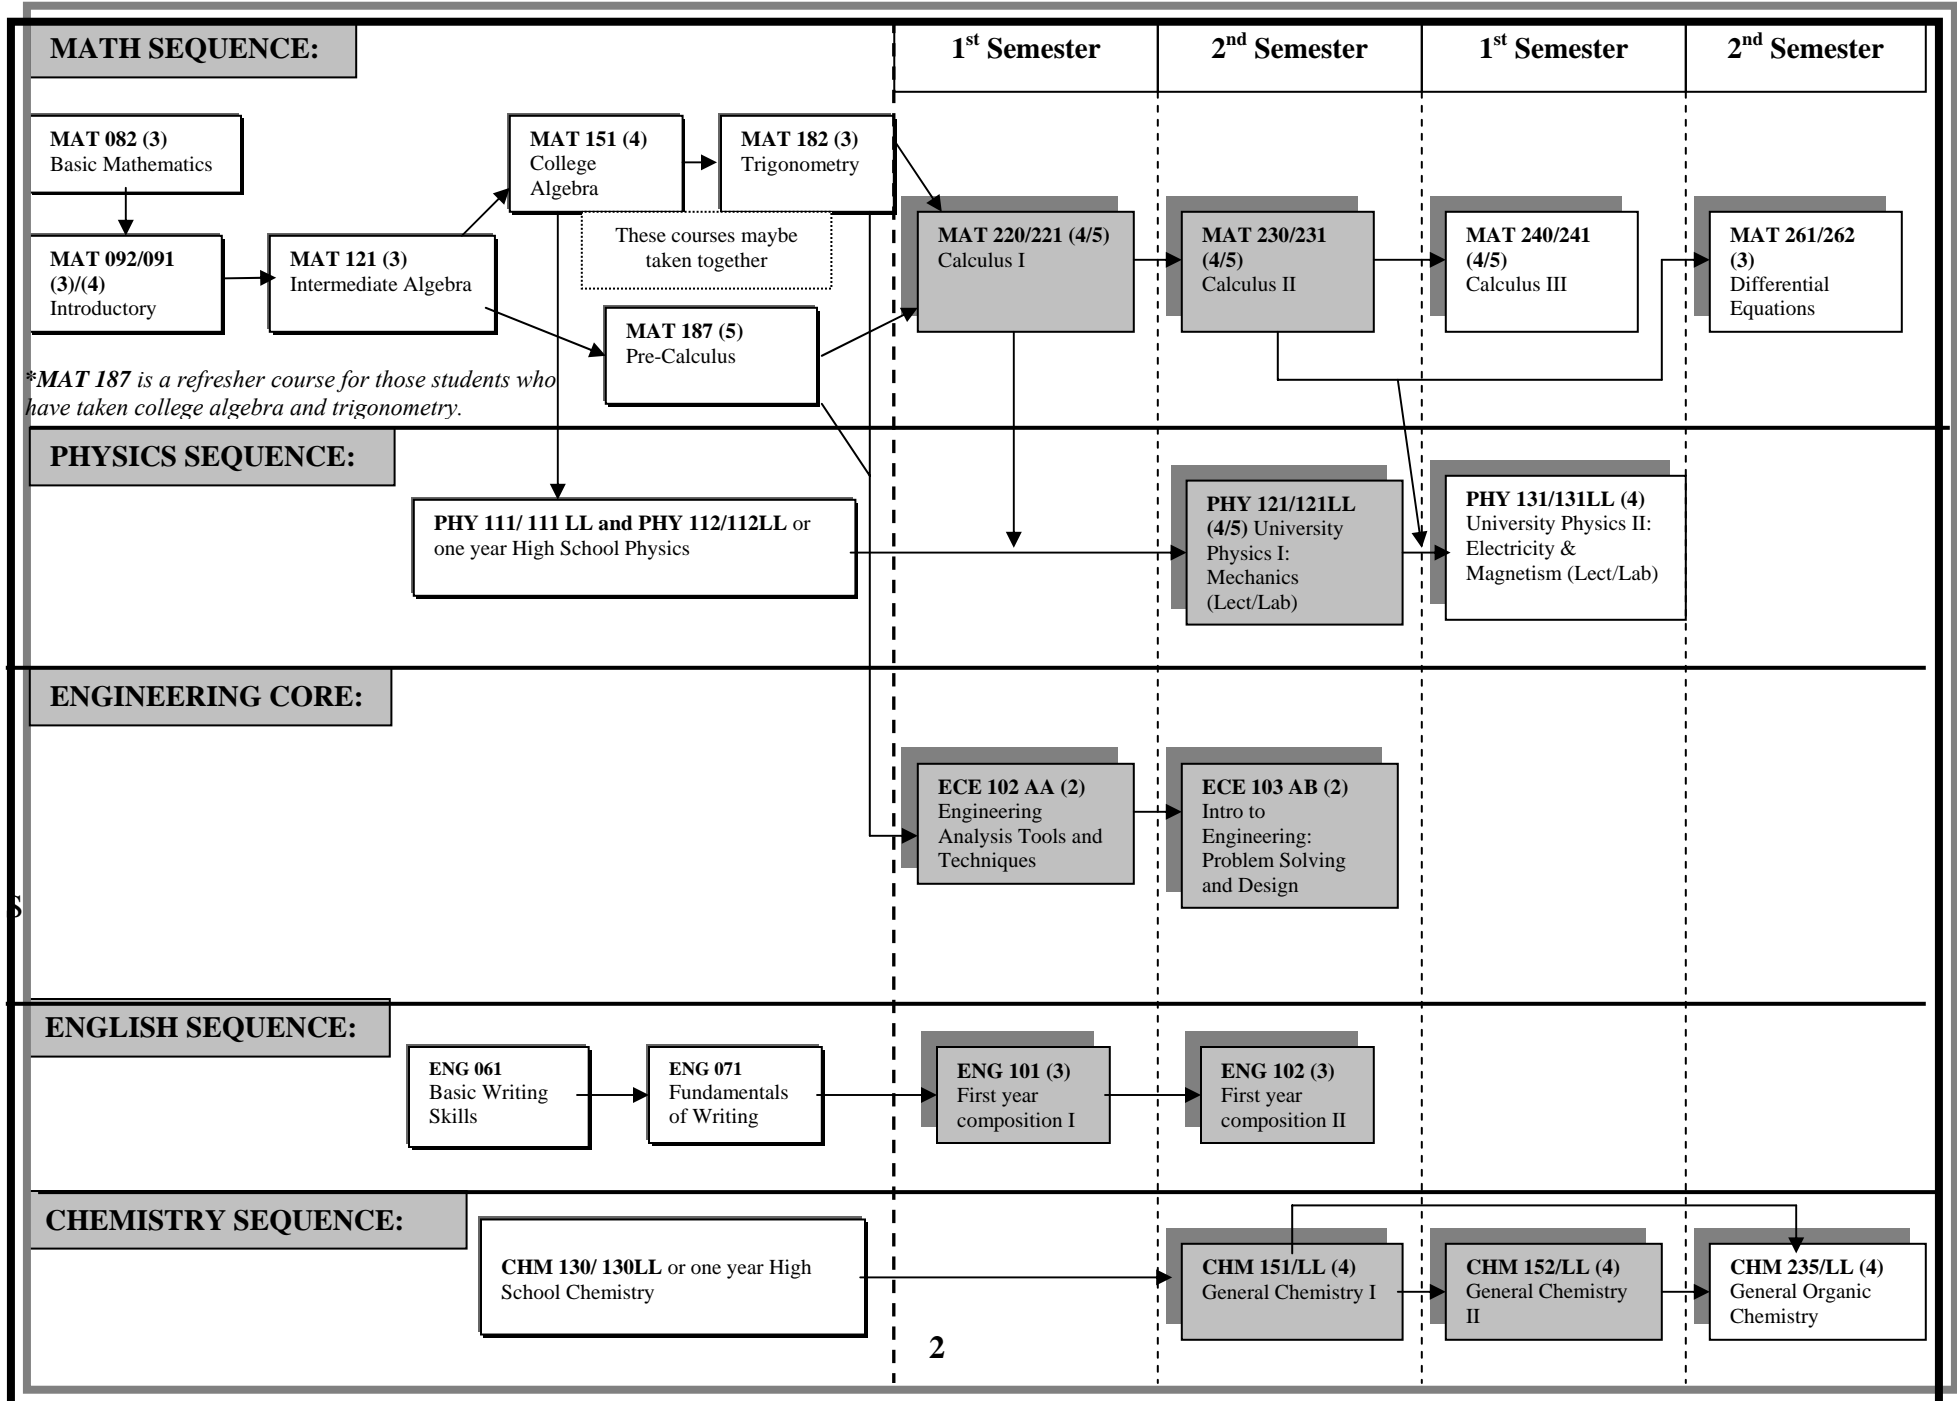 MATH SEQUENCE:
1st Semester
2nd Semester
1st Semester
2nd Semester
MAT 082 (3)
Basic Mathematics
MAT 151 (4)
College
Algebra
MAT 182 (3)
Trigonometry
These courses maybe
taken together
MAT 092/091
(3)/(4)
Introductory
MAT 121 (3)
Intermediate Algebra
MAT 187 (5)
Pre-Calculus
MAT 220/221 (4/5)
Calculus I
MAT 230/231
(4/5)
Calculus II
MAT 240/241
(4/5)
Calculus III
MAT 261/262
(3)
Differential
Equations
*MAT 187 is a refresher course for those students who
have taken college algebra and trigonometry.
PHYSICS SEQUENCE:
PHY 111/ 111 LL and PHY 112/112LL or
one year High School Physics
PHY 121/121LL
(4/5) University
Physics I:
Mechanics
(Lect/Lab)
PHY 131/131LL (4)
University Physics II:
Electricity &
Magnetism (Lect/Lab)
ENGINEERING CORE:
ECE 102 AA (2)
Engineering
Analysis Tools and
Techniques
ECE 103 AB (2)
Intro to
Engineering:
Problem Solving
and Design
S
ENGLISH SEQUENCE:
ENG 061
Basic Writing
Skills
ENG 071
Fundamentals
of Writing
ENG 101 (3)
First year
composition I
ENG 102 (3)
First year
composition II
CHEMISTRY SEQUENCE:
CHM 130/ 130LL or one year High
School Chemistry
CHM 151/LL (4)
General Chemistry I
CHM 152/LL (4)
General Chemistry
II
CHM 235/LL (4)
General Organic
Chemistry
2